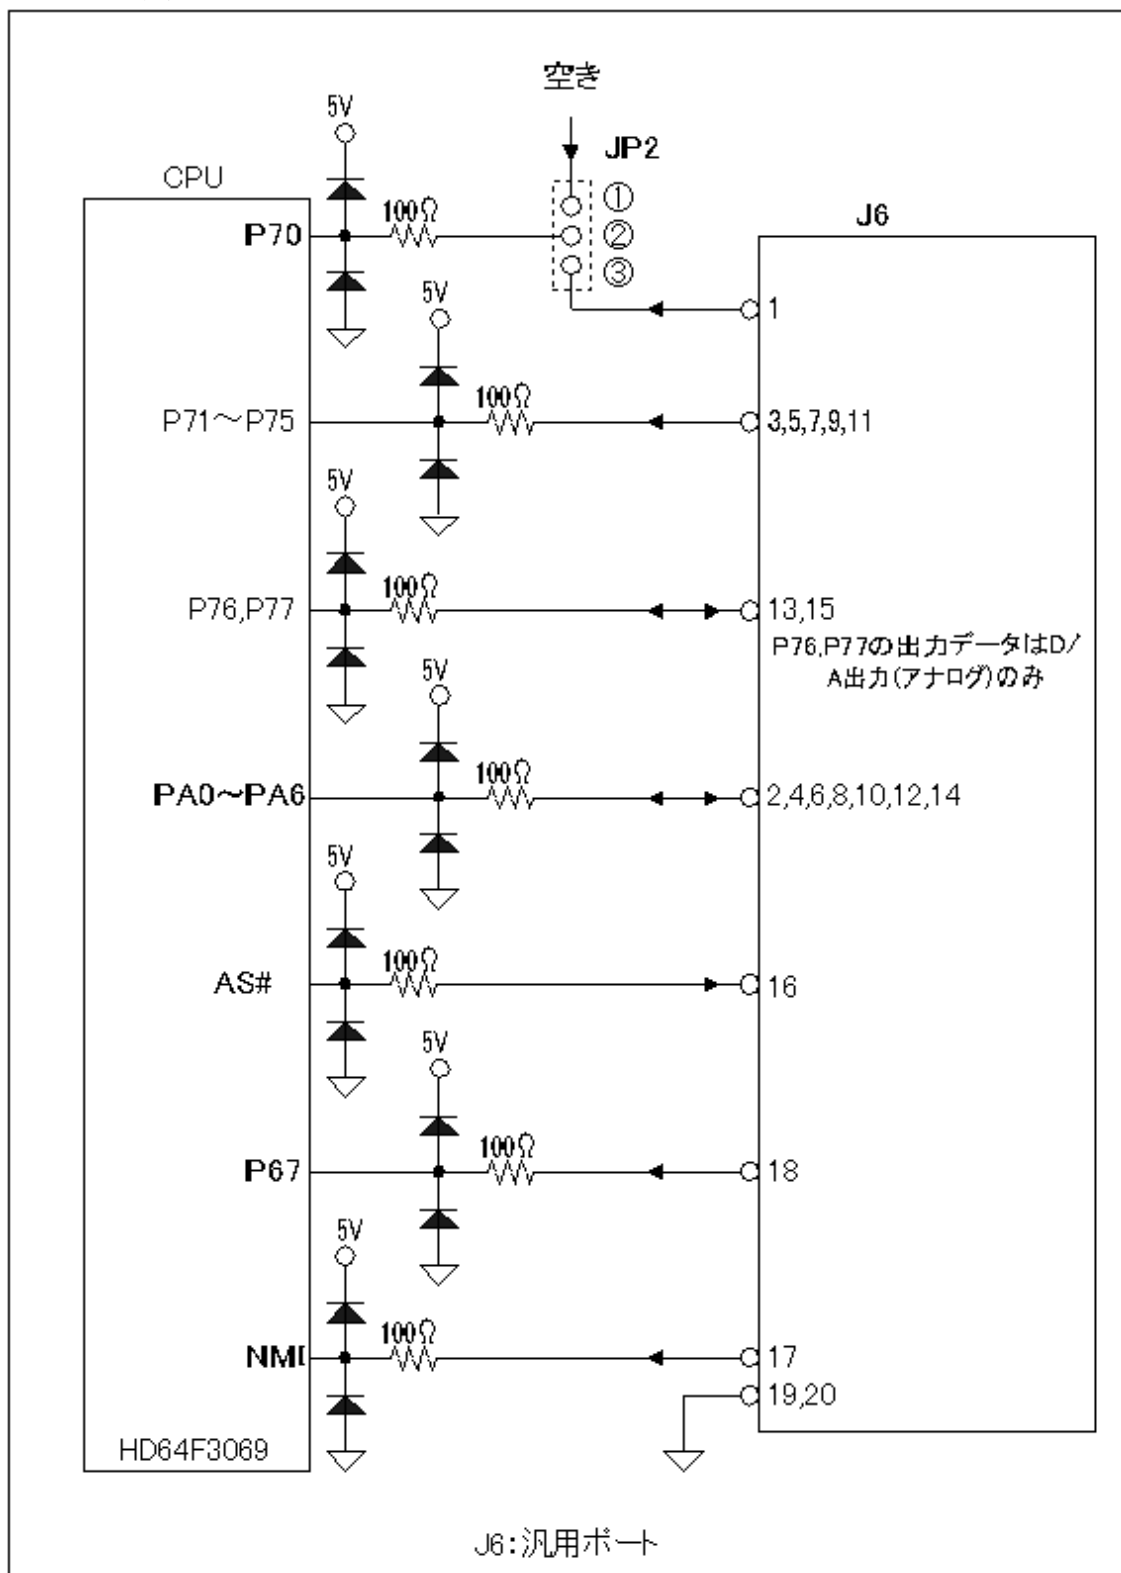 空き
5V
JP2
CPU
①
J6
100Ω
P70
②
③
5V
1
100Ω
P71～P75
3,5,7,9,11
5V
100Ω
P76,P77
13,15
P76,P77の出力データはD/
A出力(アナログ)のみ
5V
100Ω
PA0～PA6
2,4,6,8,10,12,14
5V
100Ω
AS#
16
5V
100Ω
P67
18
5V
100Ω
NMI
17
19,20
HD64F3069
J6:汎用ポート